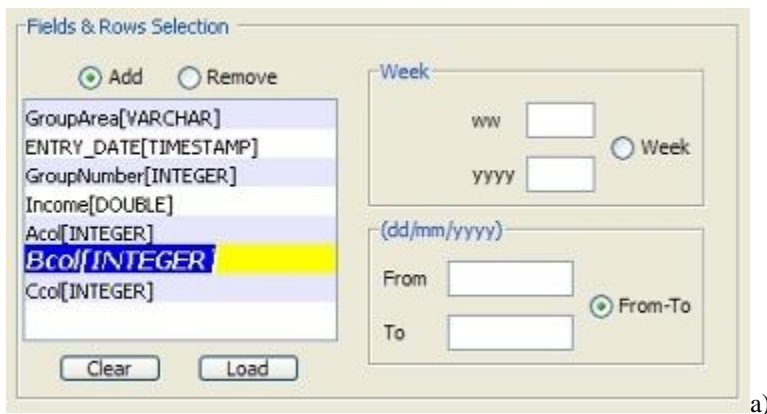 Fields & Rows Selection
Add Remove
GroupArea[VARCHAR]
ENTRY_DATE[TIMESTAMP]
GroupNumber[INTEGER]
Income[DOUBLE]
Acol[INTEGER]
Bcol[INTEGER]
Ccol[INTEGER]
Clear Load
Week
ww
yyyy
Week
(dd/mm/yyyy)
From
To
From-To
a)